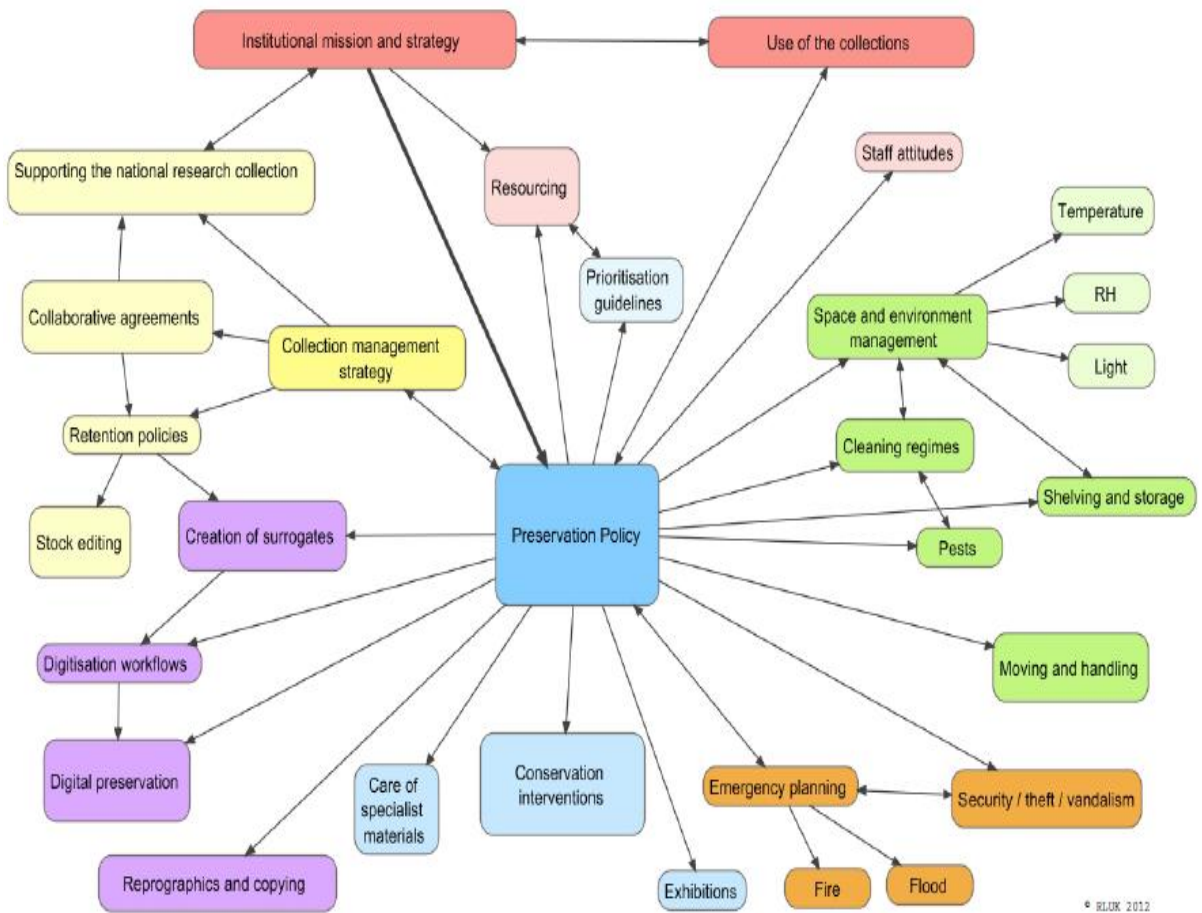 Institutional mission and strategy
Use of the collections
Staff attitudes
Supporting the national research collection
Resourcing
Temperature
Prioritisation
guidelines
RH
Collaborative agreements
Space and environment
management
Collection management
strategy
Light
Retention policies
Cleaning regimes
Shelving and storage
Stock editing
Creation of surrogates
Preservation Policy
Pests
Digitisation workflows
Moving and handling
Digital preservation
Care of
specialist
materials
Conservation
interventions
Emergency planning
Security / theft / vandalism
Reprographics and copying
Exhibitions
Fire
Flood
© RLUK 2012